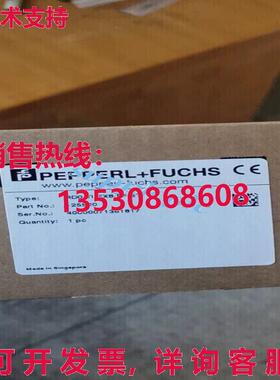 术支持
销售热线:
PEPPERL+FUCHS CE
www.pepperl-fuchs.com
Type:
13530868608
Part No.:
Ser.No.:
Quantity: 1 pc
Made in Singapore
可开发票,详询客服